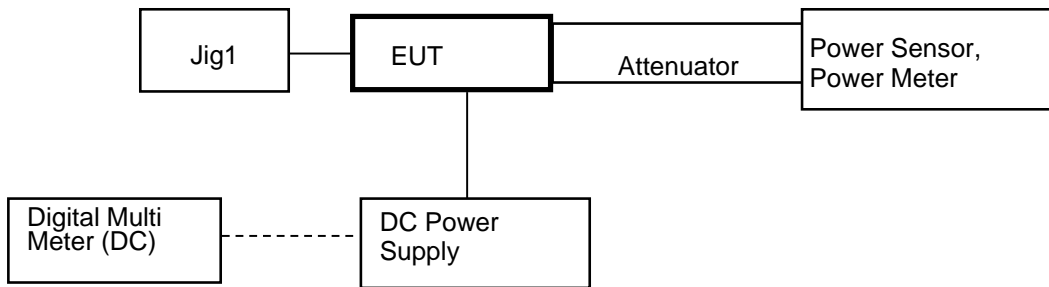 Jig1
EUT
Attenuator
Power Sensor,
Power Meter
Digital Multi
Meter (DC)
DC Power
Supply